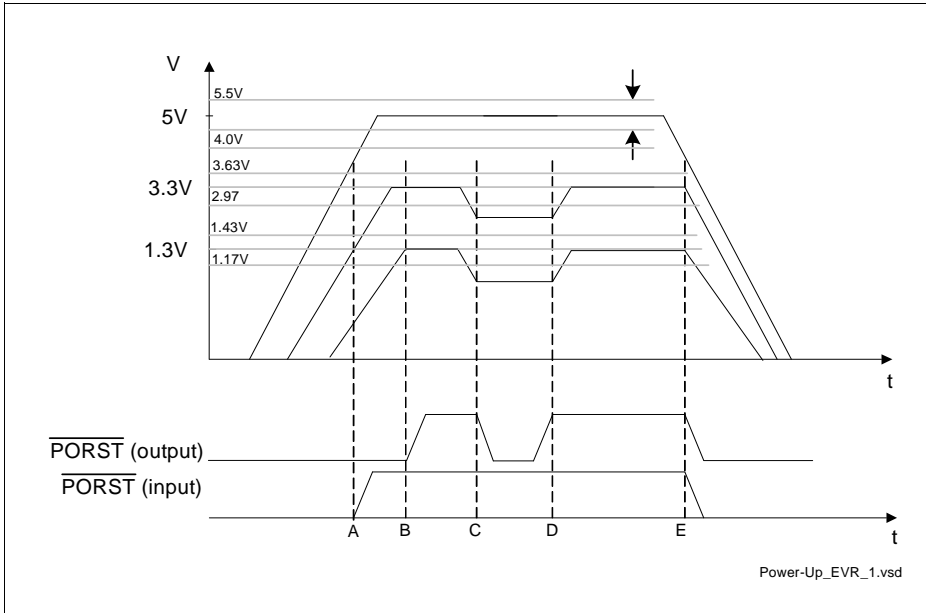 V
5.5V
5V
4.0V
3.63V
3.3V
2.97
1.43V
1.3V
1.17V
t
PORST (output)
PORST (input)
A B C D E
t
Power-Up_EVR_1.vsd